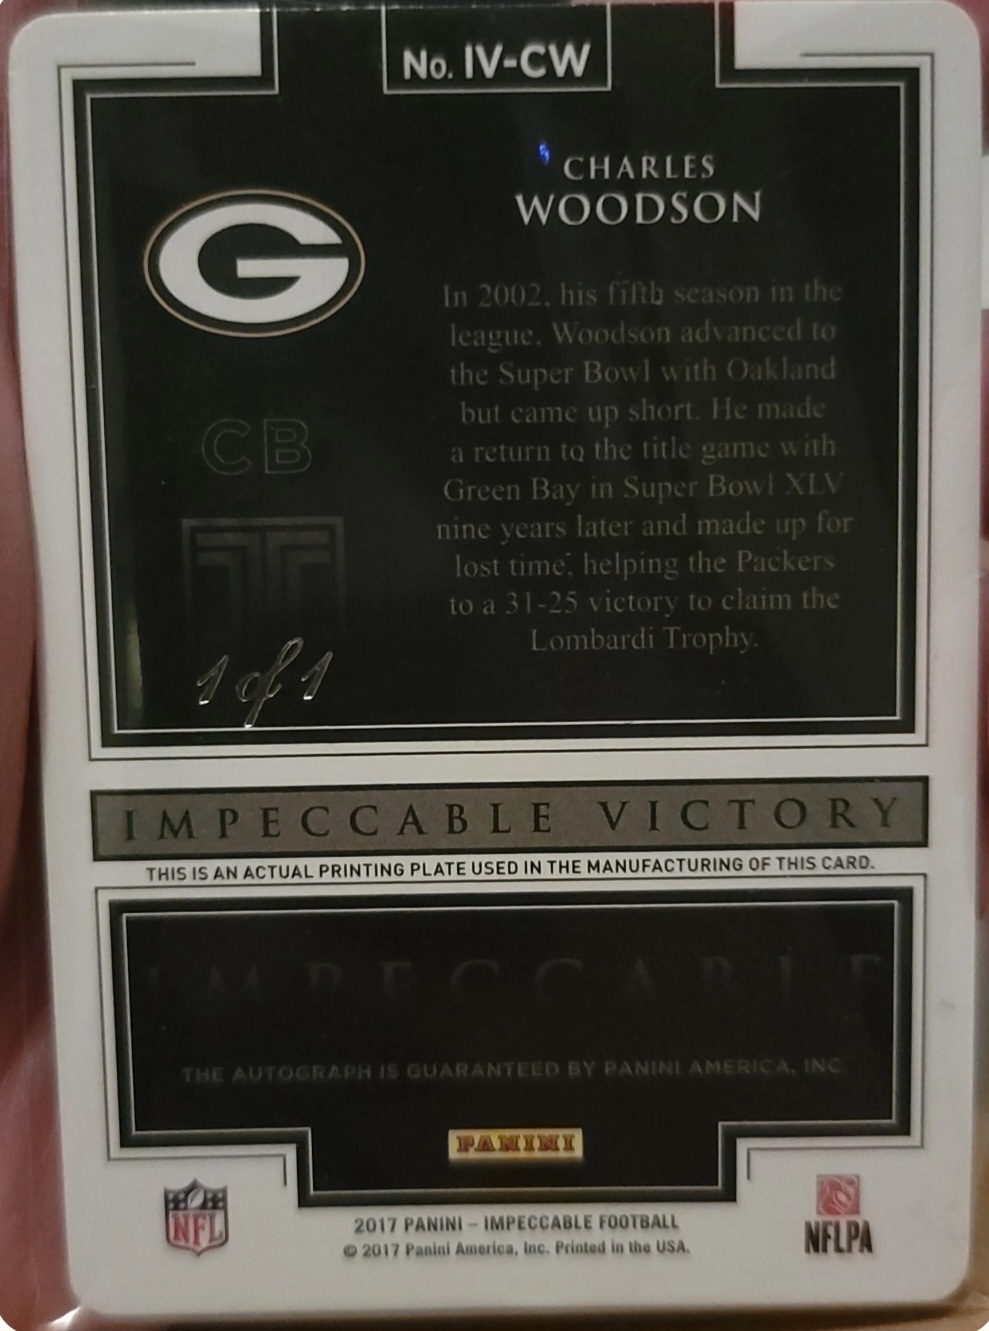 No. IV-CW
CHARLES
WOODSON
G
In 2002, his fifth season in the
league, Woodson advanced to
the Super Bowl with Oakland
but came up short. He made
a return to the title game with
Green Bay in Super Bowl XLV
nine years later and made up for
lost time, helping the Packers
to a 31-25 victory to claim the
Lombardi Trophy.
CB
1 of 1
IMPECCABLE VICTORY
THIS IS AN ACTUAL PRINTING PLATE USED IN THE MANUFACTURING OF THIS CARD.
IMPECCABLE
THE AUTOGRAPH IS GUARANTEED BY PANINI AMERICA, INC.
PANINI
NFL
2017 PANINI – IMPECCABLE FOOTBALL
© 2017 Panini America, Inc. Printed in the USA.
NFLPA